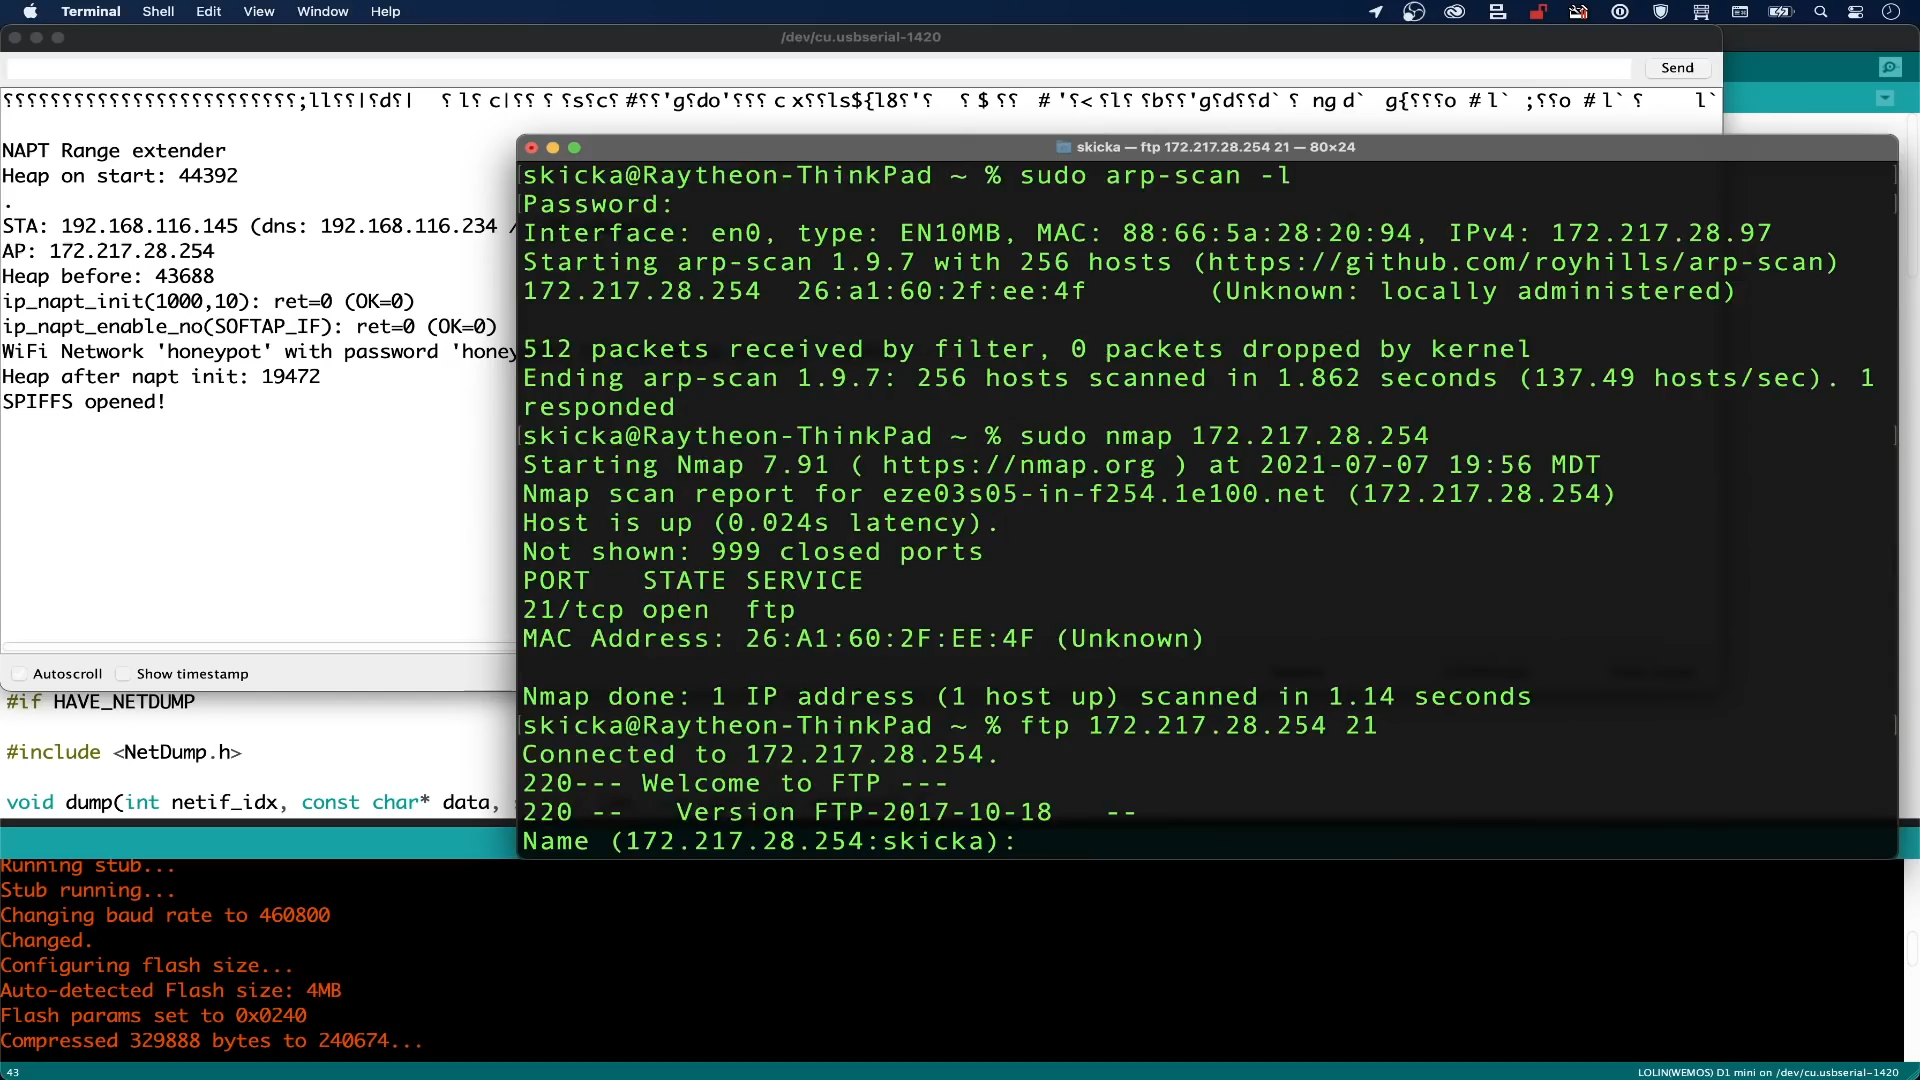 Terminal Shell Edit View Window Help
/dev/cu.usbserial-1420
Send
NAPT Range extender
Heap on start: 44392
.
STA: 192.168.116.145 (dns: 192.168.116.234 /
AP: 172.217.28.254
Heap before: 43688
ip_napt_init(1000,10): ret=0 (OK=0)
ip_napt_enable_no(SOFTAP_IF): ret=0 (OK=0)
WiFi Network 'honeypot' with password 'honey
Heap after napt init: 19472
SPIFFS opened!
Autoscroll Show timestamp
#if HAVE_NETDUMP
#include <NetDump.h>
void dump(int netif_idx, const char* data,
skicka — ftp 172.217.28.254 21 — 80×24
skicka@Raytheon-ThinkPad ~ % sudo arp-scan -l
Password:
Interface: en0, type: EN10MB, MAC: 88:66:5a:28:20:94, IPv4: 172.217.28.97
Starting arp-scan 1.9.7 with 256 hosts (https://github.com/royhills/arp-scan)
172.217.28.254 26:a1:60:2f:ee:4f (Unknown: locally administered)
512 packets received by filter, 0 packets dropped by kernel
Ending arp-scan 1.9.7: 256 hosts scanned in 1.862 seconds (137.49 hosts/sec). 1
responded
skicka@Raytheon-ThinkPad ~ % sudo nmap 172.217.28.254
Starting Nmap 7.91 ( https://nmap.org ) at 2021-07-07 19:56 MDT
Nmap scan report for eze03s05-in-f254.1e100.net (172.217.28.254)
Host is up (0.024s latency).
Not shown: 999 closed ports
PORT STATE SERVICE
21/tcp open ftp
MAC Address: 26:A1:60:2F:EE:4F (Unknown)
Nmap done: 1 IP address (1 host up) scanned in 1.14 seconds
skicka@Raytheon-ThinkPad ~ % ftp 172.217.28.254 21
Connected to 172.217.28.254.
220--- Welcome to FTP ---
220 -- Version FTP-2017-10-18 --
Name (172.217.28.254:skicka):
Running stub...
Stub running...
Changing baud rate to 460800
Changed.
Configuring flash size...
Auto-detected Flash size: 4MB
Flash params set to 0x0240
Compressed 329888 bytes to 240674...
43
LOLIN(WEMOS) D1 mini on /dev/cu.usbserial-1420